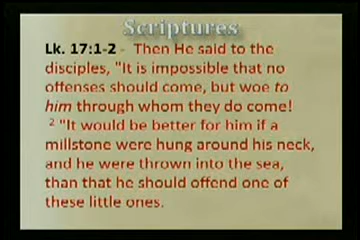 Scriptures
Lk. 17:1-2 - Then He said to the
disciples, "It is impossible that no
offenses should come, but woe to
him through whom they do come!
2 "It would be better for him if a
millstone were hung around his neck,
and he were thrown into the sea,
than that he should offend one of
these little ones.